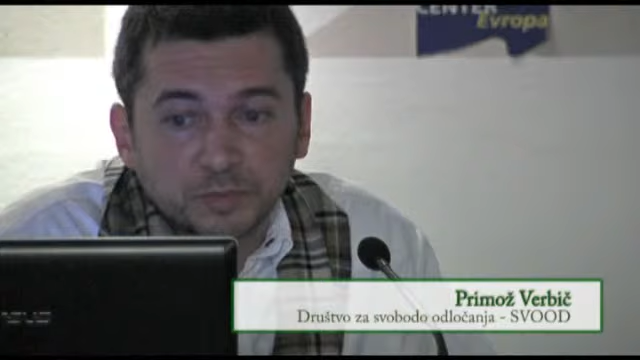 CENTER
Evropa
Primož Verbič
Društvo za svobodo odločanja - SVOOD